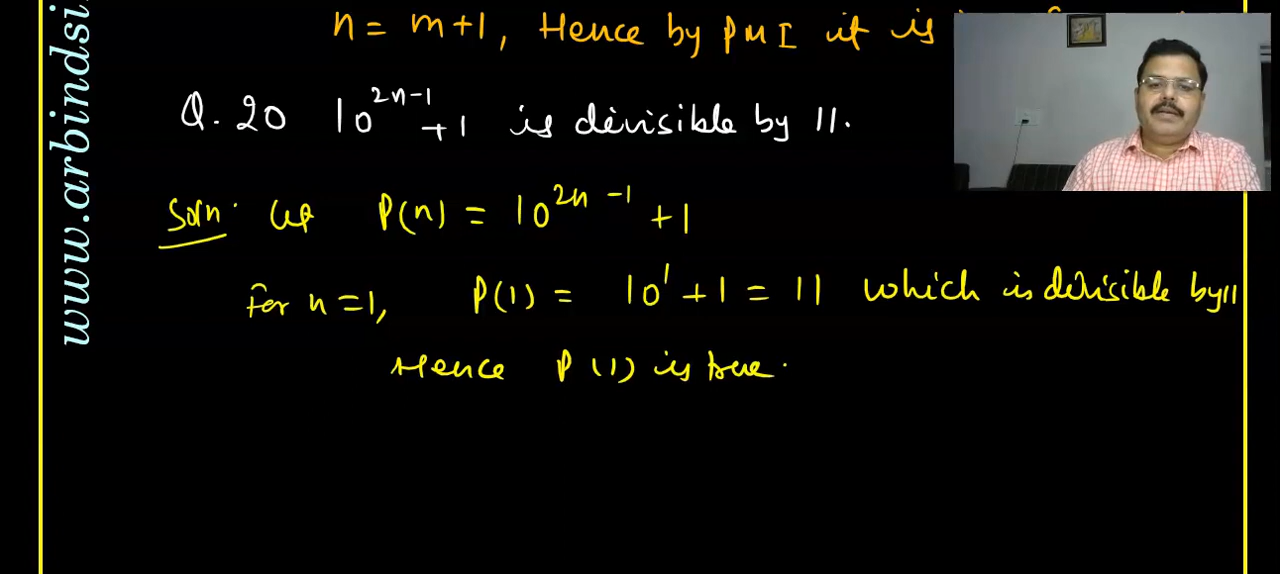 www.arbindsi
n = m+1, Hence by PMI it is
Q. 20 10^{2n-1} + 1 is divisible by 11.
Soln. Let P(n) = 10^{2n-1} + 1
For n = 1, P(1) = 10^1 + 1 = 11 which is divisible by 11
Hence P(1) is true.